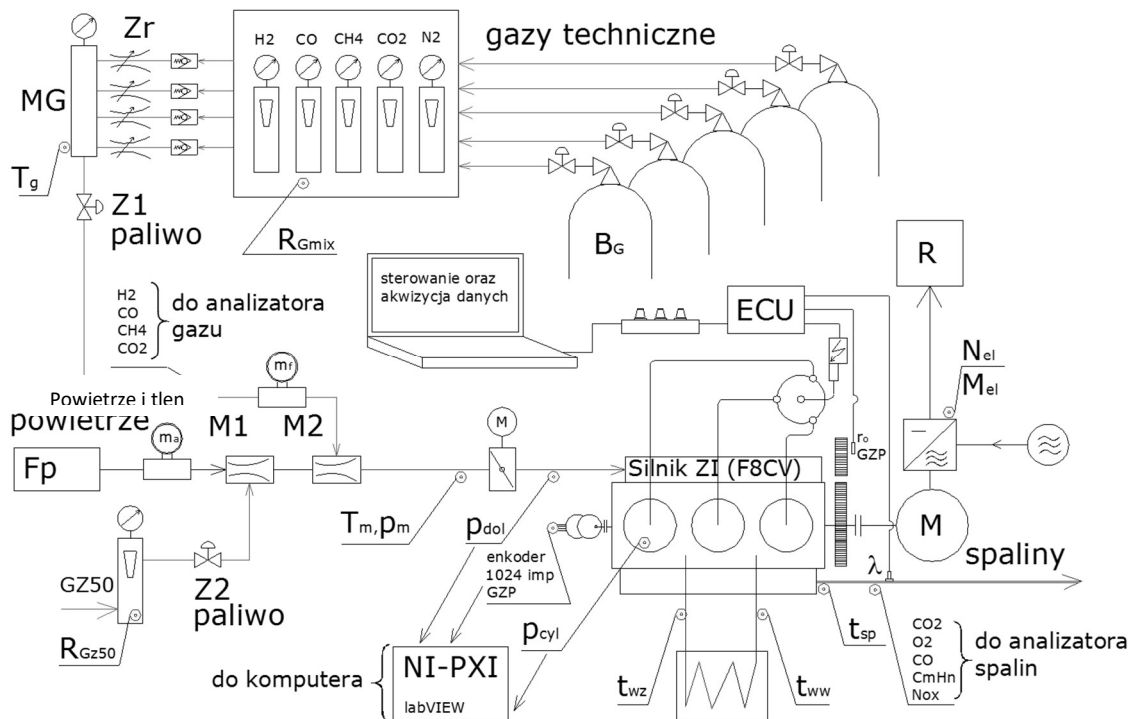 Zr
H2 CO CH4 CO2 N2
gazy techniczne
MG
Tg
Z1
paliwo
RGmix
BG
R
H2
CO
CH4
CO2
do analizatora
gazu
sterowanie oraz
akwizycja danych
ECU
Nel
Mel
mf
Powietrze i tlen
powietrze
M1
M2
ma
Fp
M
ro
GZP
Silnik ZI (F8CV)
Tm,pm
pdol
M
λ
spaliny
enkoder
1024 imp
GZP
GZ50
Z2
paliwo
RGz50
pcyl
tsp
CO2
O2
CO
CmHn
Nox
do analizatora
spalin
do komputera
NI-PXI
labVIEW
twz
tww